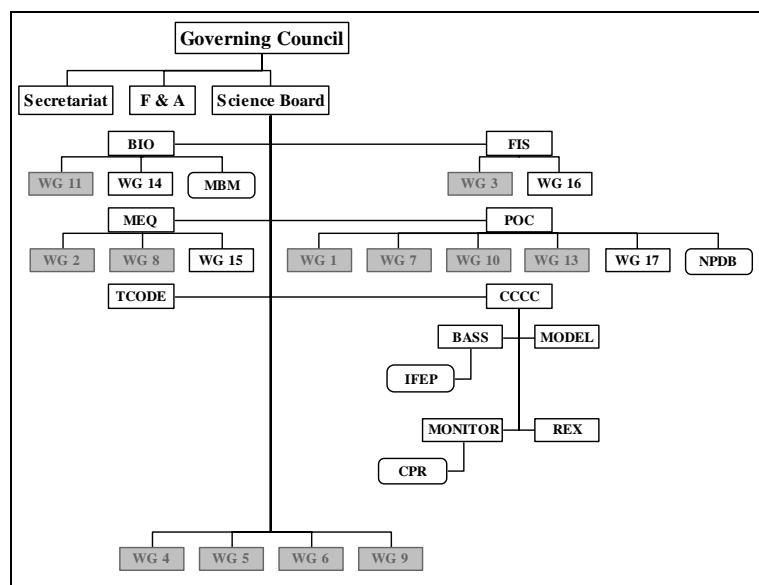 Governing Council
Secretariat F & A Science Board
BIO FIS
WG 11 WG 14 MBM WG 3 WG 16
MEQ POC
WG 2 WG 8 WG 15 WG 1 WG 7 WG 10 WG 13 WG 17 NPDB
TCODE CCCC
BASS MODEL
IFEP
MONITOR REX
CPR
WG 4 WG 5 WG 6 WG 9